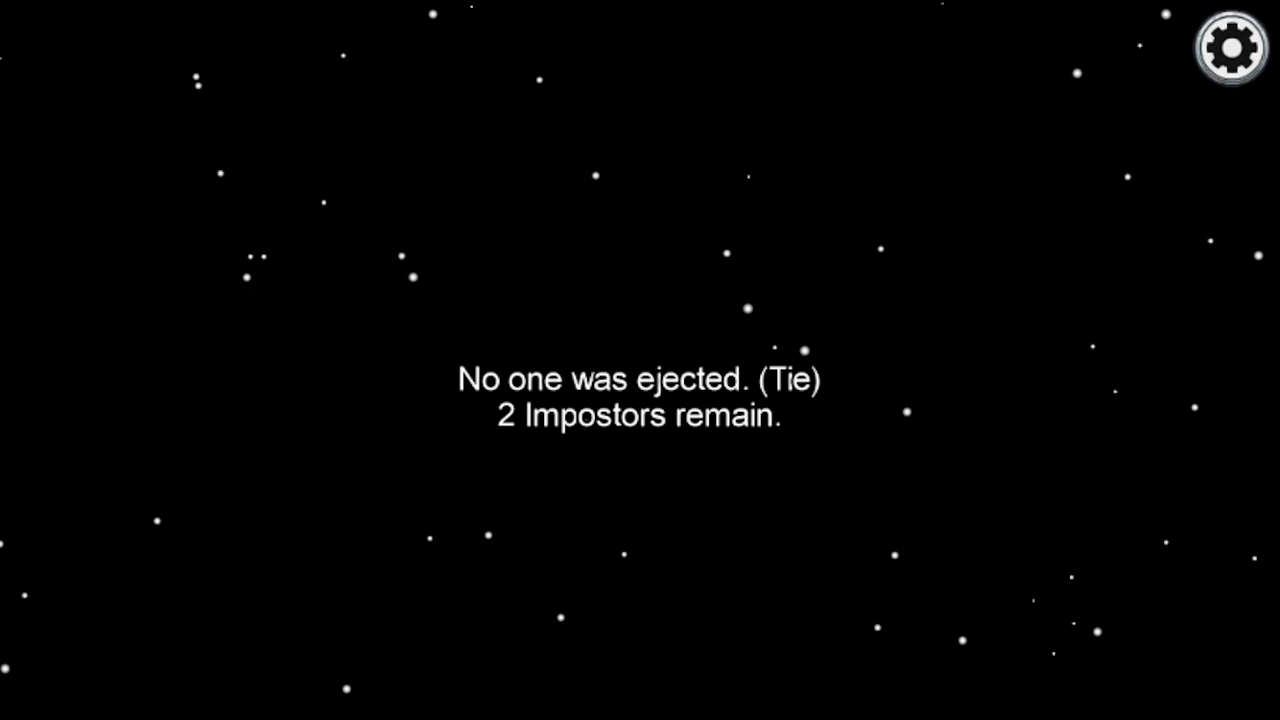 No one was ejected. (Tie)
2 Impostors remain.